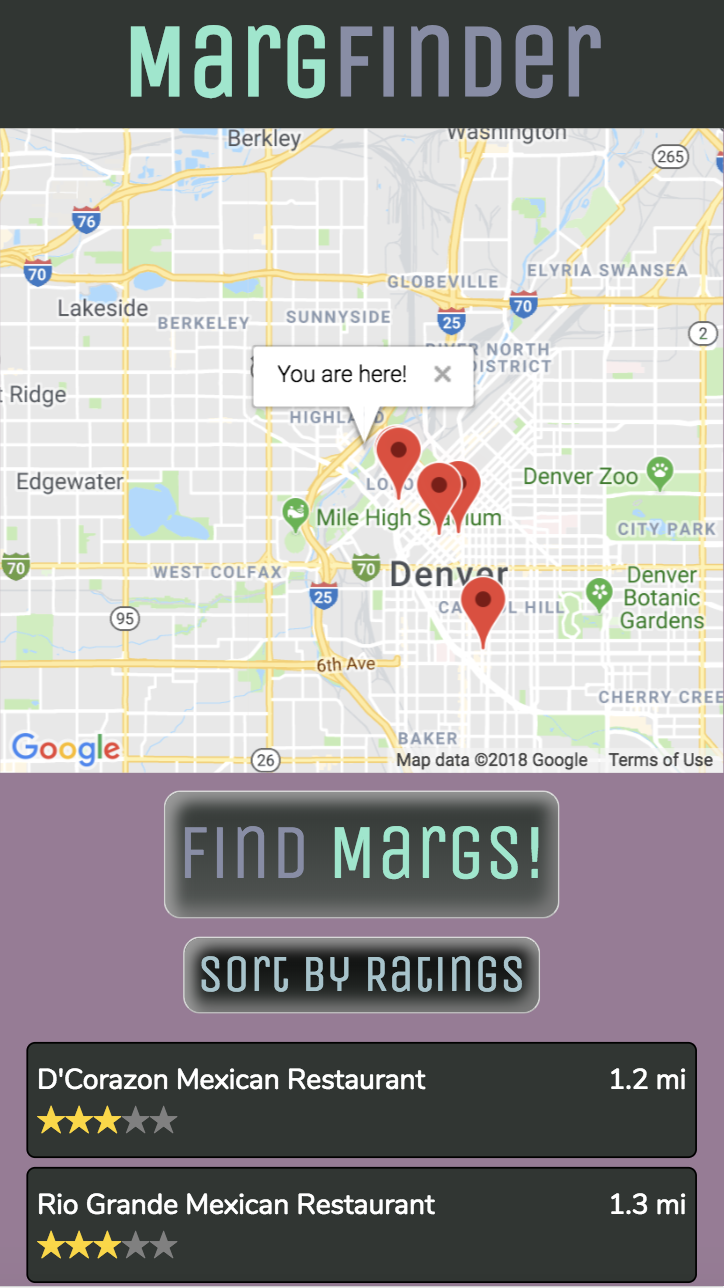 MargFinder
Berkley
Washington
265
76
70
ELYRIA SWANSEA
GLOBEVILLE
70
Lakeside
BERKELEY
SUNNYSIDE
25
2
RIVER NORTH
DISTRICT
You are here!
Ridge
HIGHLAND
Edgewater
Denver Zoo
Mile High Stadium
CITY PARK
70
WEST COLFAX
70
Denver
25
Denver
Botanic
Gardens
CAPITOL HILL
95
6th Ave
CHERRY CREE
BAKER
Google
26
Map data ©2018 Google
Terms of Use
FIND MARGS!
SORT BY RATINGS
D'Corazon Mexican Restaurant 1.2 mi
Rio Grande Mexican Restaurant 1.3 mi